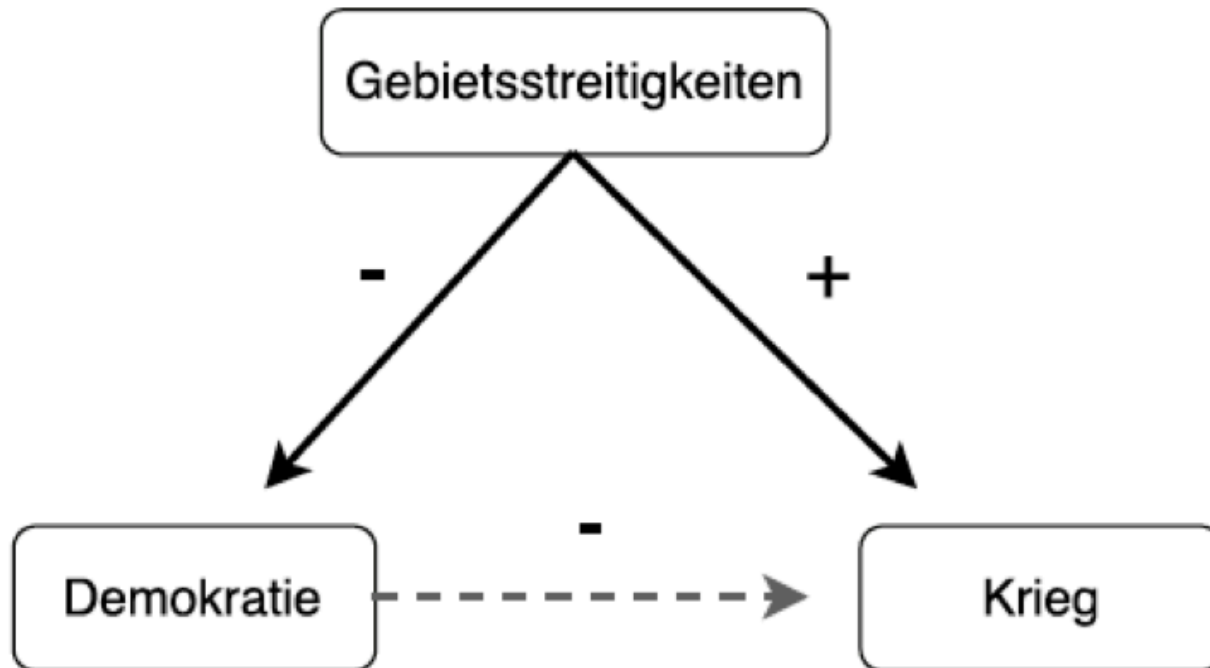 Gebietsstreitigkeiten
-
+
-
Demokratie
Krieg